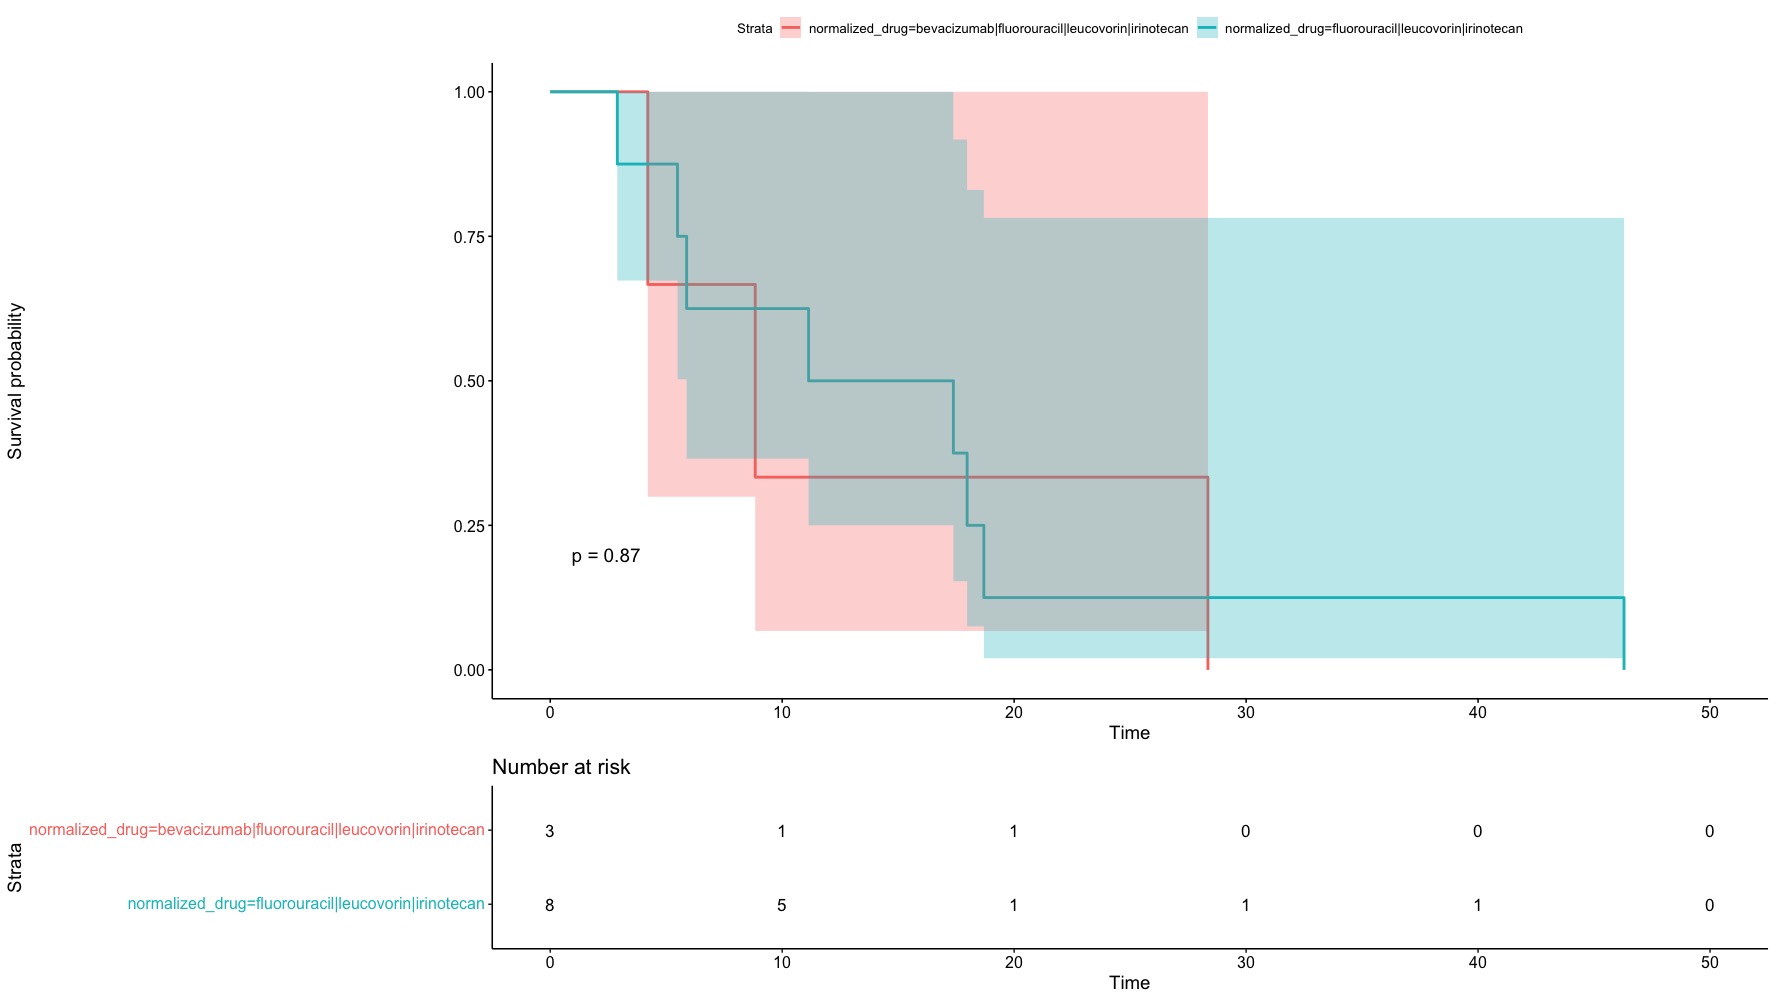 Strata normalized_drug=bevacizumab|fluorouracil|leucovorin|irinotecan normalized_drug=fluorouracil|leucovorin|irinotecan
1.00
0.75
0.50
0.25
0.00
Survival probability
p = 0.87
0 10 20 30 40 50
Time
Number at risk
normalized_drug=bevacizumab|fluorouracil|leucovorin|irinotecan 3 1 1 0 0 0
normalized_drug=fluorouracil|leucovorin|irinotecan 8 5 1 1 1 0
Strata
0 10 20 30 40 50
Time